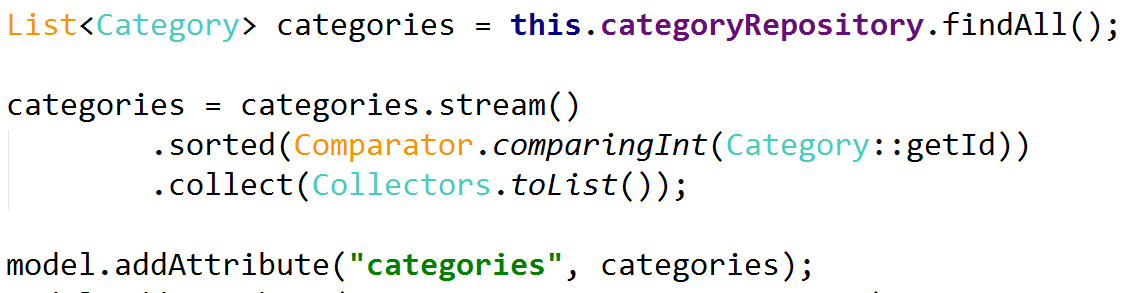 List<Category> categories = this.categoryRepository.findAll();
categories = categories.stream()
.sorted(Comparator.comparingInt(Category::getId))
.collect(Collectors.toList());
model.addAttribute("categories", categories);